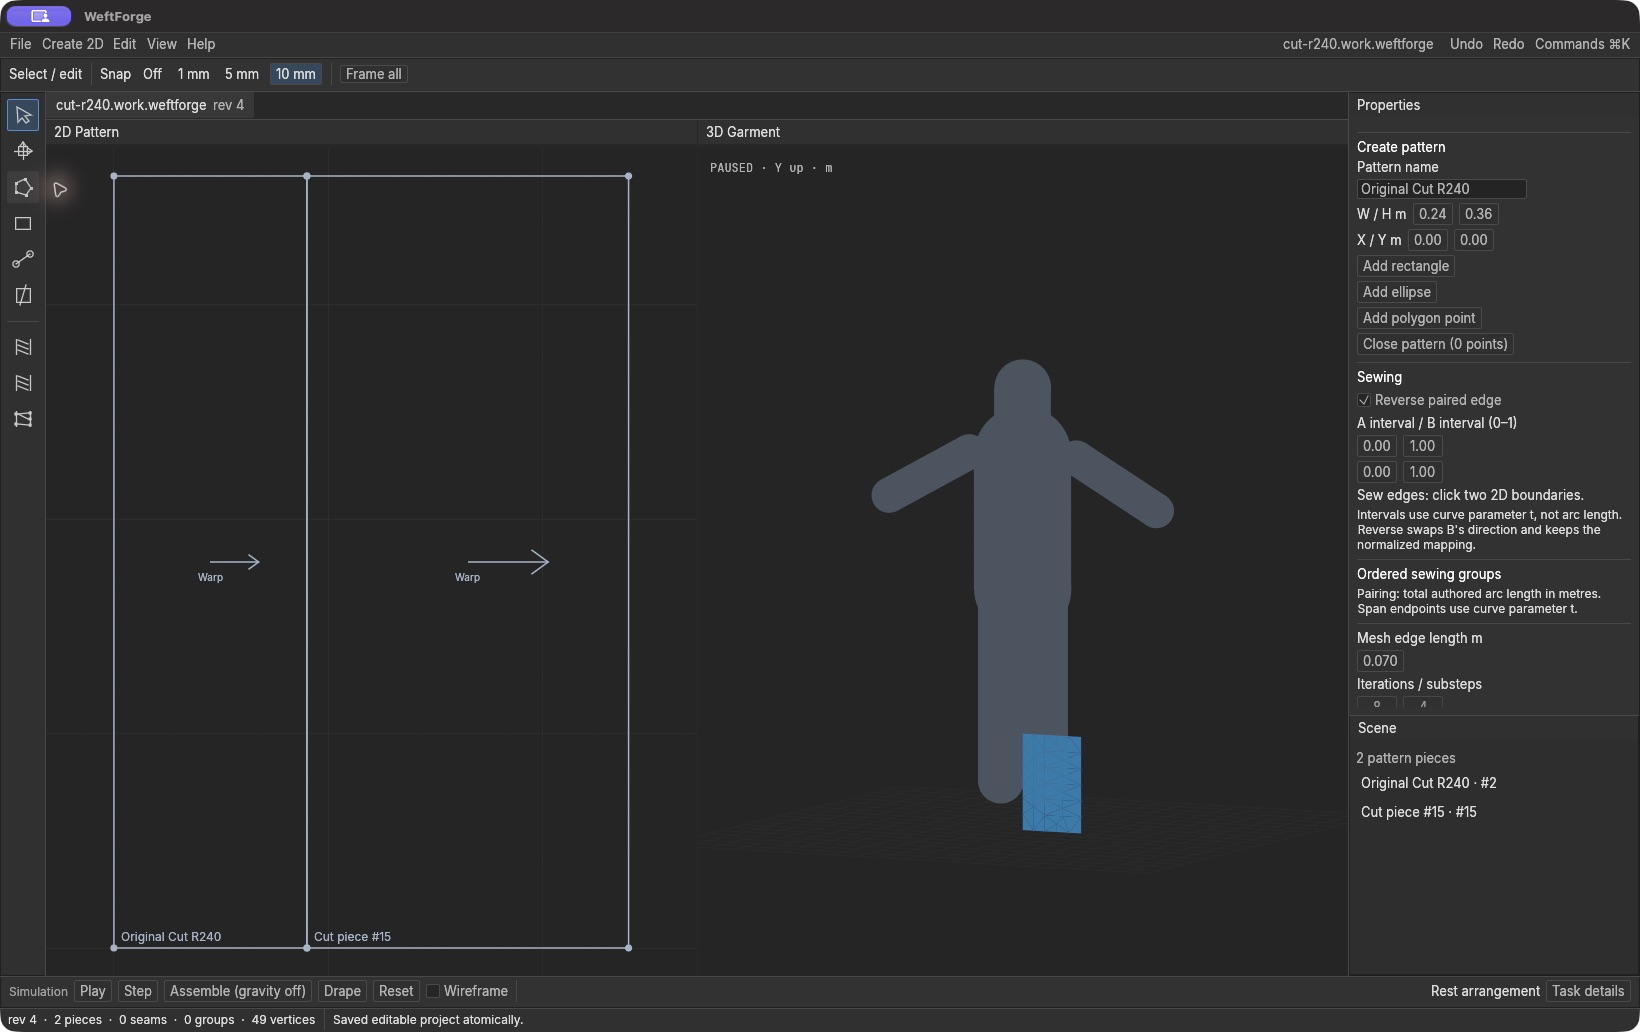 WeftForge
File Create 2D Edit View Help
cut-r240.work.weftforge Undo Redo Commands ⌘K
Select / edit Snap Off 1 mm 5 mm 10 mm Frame all
cut-r240.work.weftforge rev 4
2D Pattern
3D Garment
PAUSED · Y up · m
Warp
Warp
Original Cut R240
Cut piece #15
Properties
Create pattern
Pattern name
Original Cut R240
W / H m 0.24 0.36
X / Y m 0.00 0.00
Add rectangle
Add ellipse
Add polygon point
Close pattern (0 points)
Sewing
Reverse paired edge
A interval / B interval (0–1)
0.00 1.00
0.00 1.00
Sew edges: click two 2D boundaries.
Intervals use curve parameter t, not arc length.
Reverse swaps B's direction and keeps the
normalized mapping.
Ordered sewing groups
Pairing: total authored arc length in metres.
Span endpoints use curve parameter t.
Mesh edge length m
0.070
Iterations / substeps
Scene
2 pattern pieces
Original Cut R240 · #2
Cut piece #15 · #15
Simulation Play Step Assemble (gravity off) Drape Reset Wireframe
Rest arrangement Task details
rev 4 · 2 pieces · 0 seams · 0 groups · 49 vertices Saved editable project atomically.